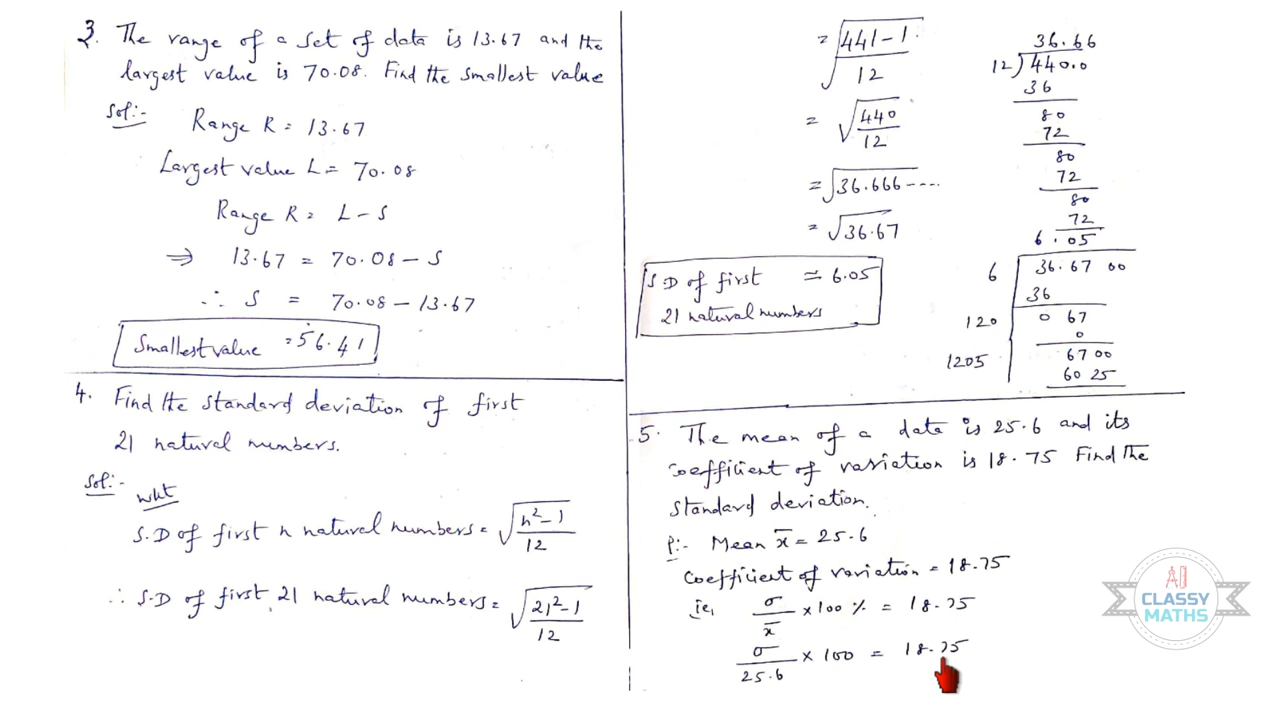 3. The range of a set of data is 13.67 and the
largest value is 70.08. Find the smallest value
Sol:-
Range R = 13.67
Largest value L = 70.08
Range R = L - S
⇒ 13.67 = 70.08 - S
∴ S = 70.08 - 13.67
Smallest value = 56.41
4. Find the standard deviation of first
21 natural numbers.
Sol:-
wkt
S.D of first n natural numbers = √(n²-1/12)
∴ S.D of first 21 natural numbers = √(21²-1/12)
= √(441-1/12)
= √(440/12)
= √36.666----
= √36.67
S.D of first ≃ 6.05
21 natural numbers
36.66
12) 440.0
36
80
72
80
72
80
72
6.05
6 36.67 00
36
120 0 67
0
1205 67 00
60 25
5. The mean of a data is 25.6 and its
coefficient of variation is 18.75 Find the
standard deviation.
P:- Mean x̄ = 25.6
Coefficient of variation = 18.75
ie, σ/x̄ × 100 % = 18.75
σ/25.6 × 100 = 18.75
CLASSY
MATHS